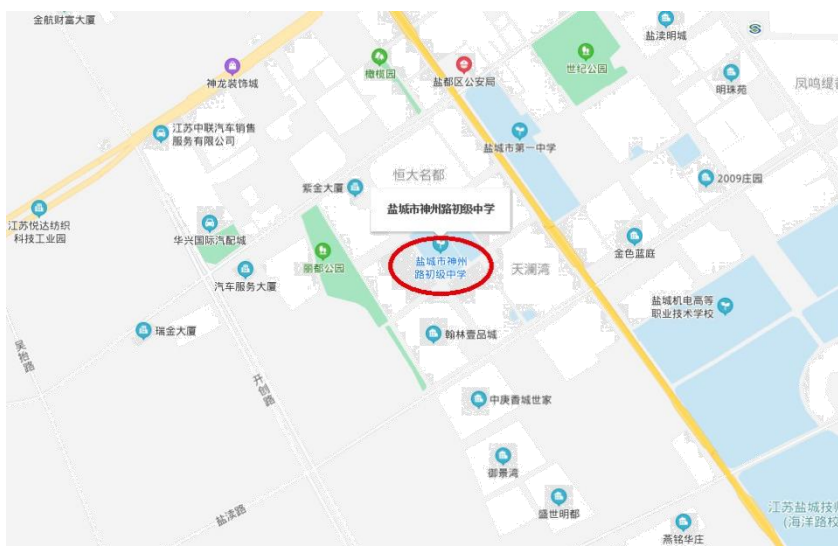 金航财富大厦
盐渎明城
神龙装饰城
橄榄园
盐都区公安局
世纪公园
明珠苑
凤鸣缇
江苏中联汽车销售
服务有限公司
盐城市第一中学
恒大名都
紫金大厦
2009庄园
盐城市神州路初级中学
江苏悦达纺织
科技工业园
华兴国际汽配城
丽都公园
盐城市神州
路初级中学
天澜湾
金色蓝庭
汽车服务大厦
盐城机电高等
职业技术学校
瑞金大厦
翰林壹品城
吴抬路
开创路
中庚香城世家
御景湾
盐渎路
盛世明都
江苏盐城技
(海洋路校
燕铭华庄